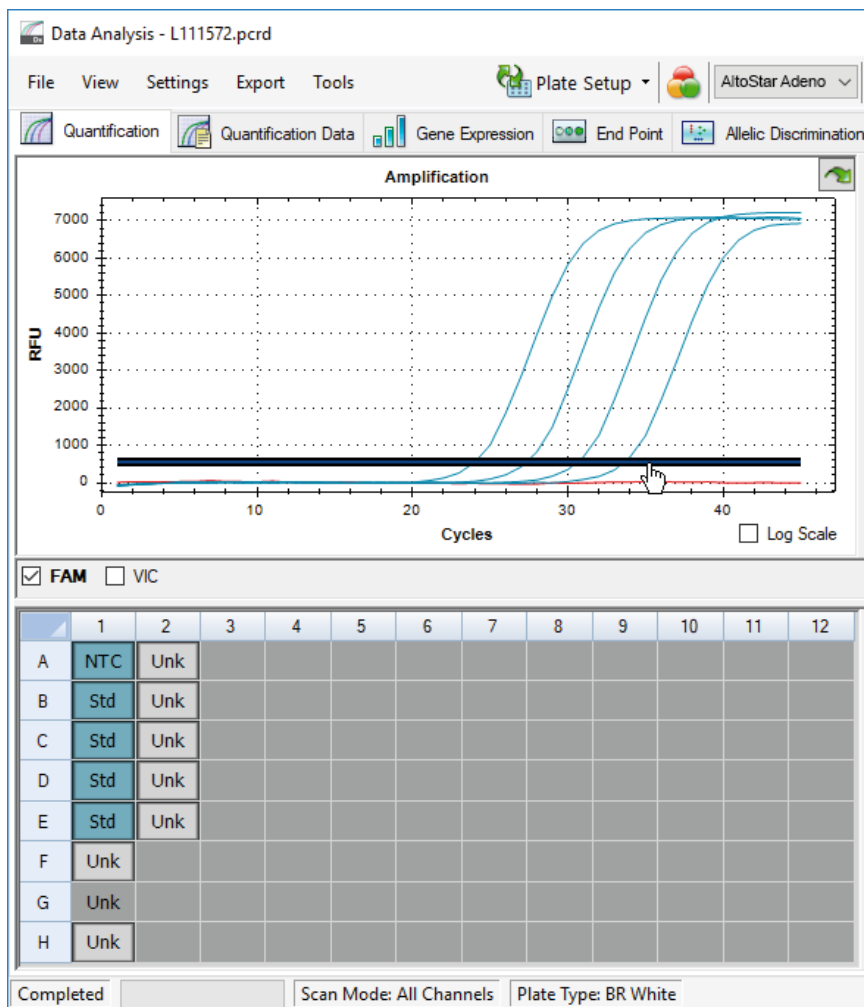 Data Analysis - L111572.pcrd
File View Settings Export Tools Plate Setup AltoStar Adeno
Quantification Quantification Data Gene Expression End Point Allelic Discrimination
Amplification
7000
6000
5000
4000
3000
2000
1000
0
RFU
0 10 20 30 40
Cycles
Log Scale
FAM VIC
1 2 3 4 5 6 7 8 9 10 11 12
A NTC Unk
B Std Unk
C Std Unk
D Std Unk
E Std Unk
F Unk
G Unk
H Unk
Completed Scan Mode: All Channels Plate Type: BR White